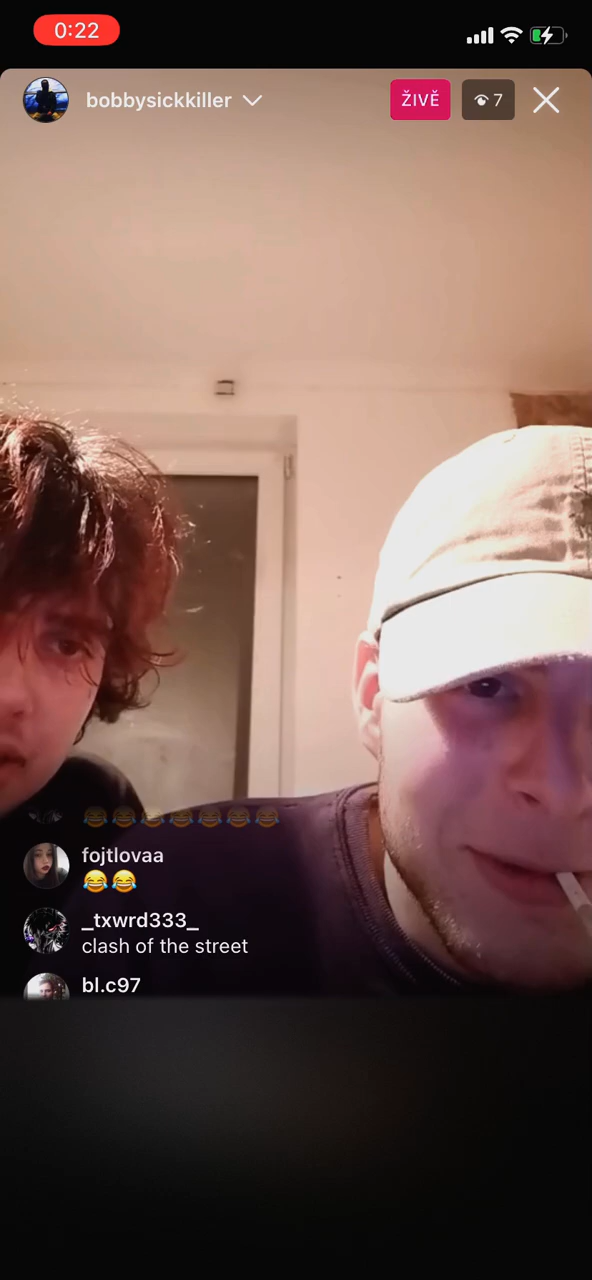 0:22
bobbysickkiller
ŽIVĚ
7
😂😂😂😂😂😂😂
fojtlovaa
😂😂
_txwrd333_
clash of the street
bl.c97